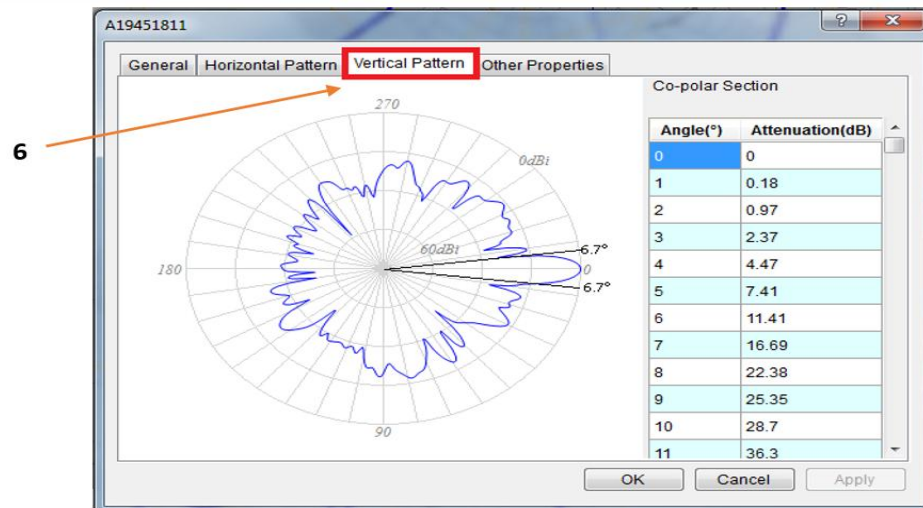 A19451811
General Horizontal Pattern Vertical Pattern Other Properties
6
270
0dBi
60dBi
6.7°
0
6.7°
180
90
Co-polar Section
Angle(°) Attenuation(dB)
0 0
1 0.18
2 0.97
3 2.37
4 4.47
5 7.41
6 11.41
7 16.69
8 22.38
9 25.35
10 28.7
11 36.3
OK Cancel Apply